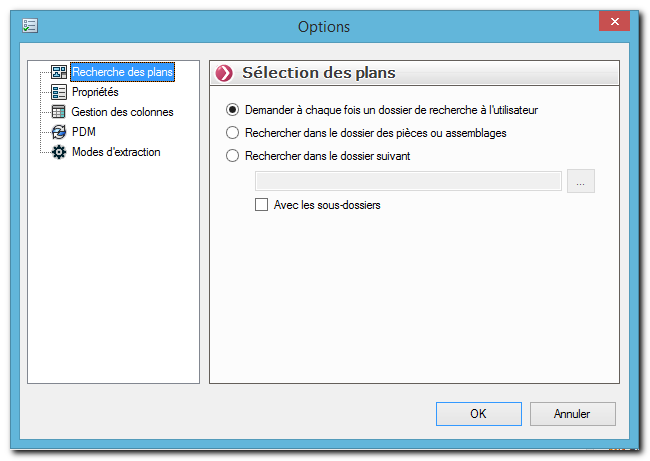 Options
Recherche des plans
Propriétés
Gestion des colonnes
PDM
Modes d'extraction
Sélection des plans
Demander à chaque fois un dossier de recherche à l'utilisateur
Rechercher dans le dossier des pièces ou assemblages
Rechercher dans le dossier suivant
...
Avec les sous-dossiers
OK
Annuler